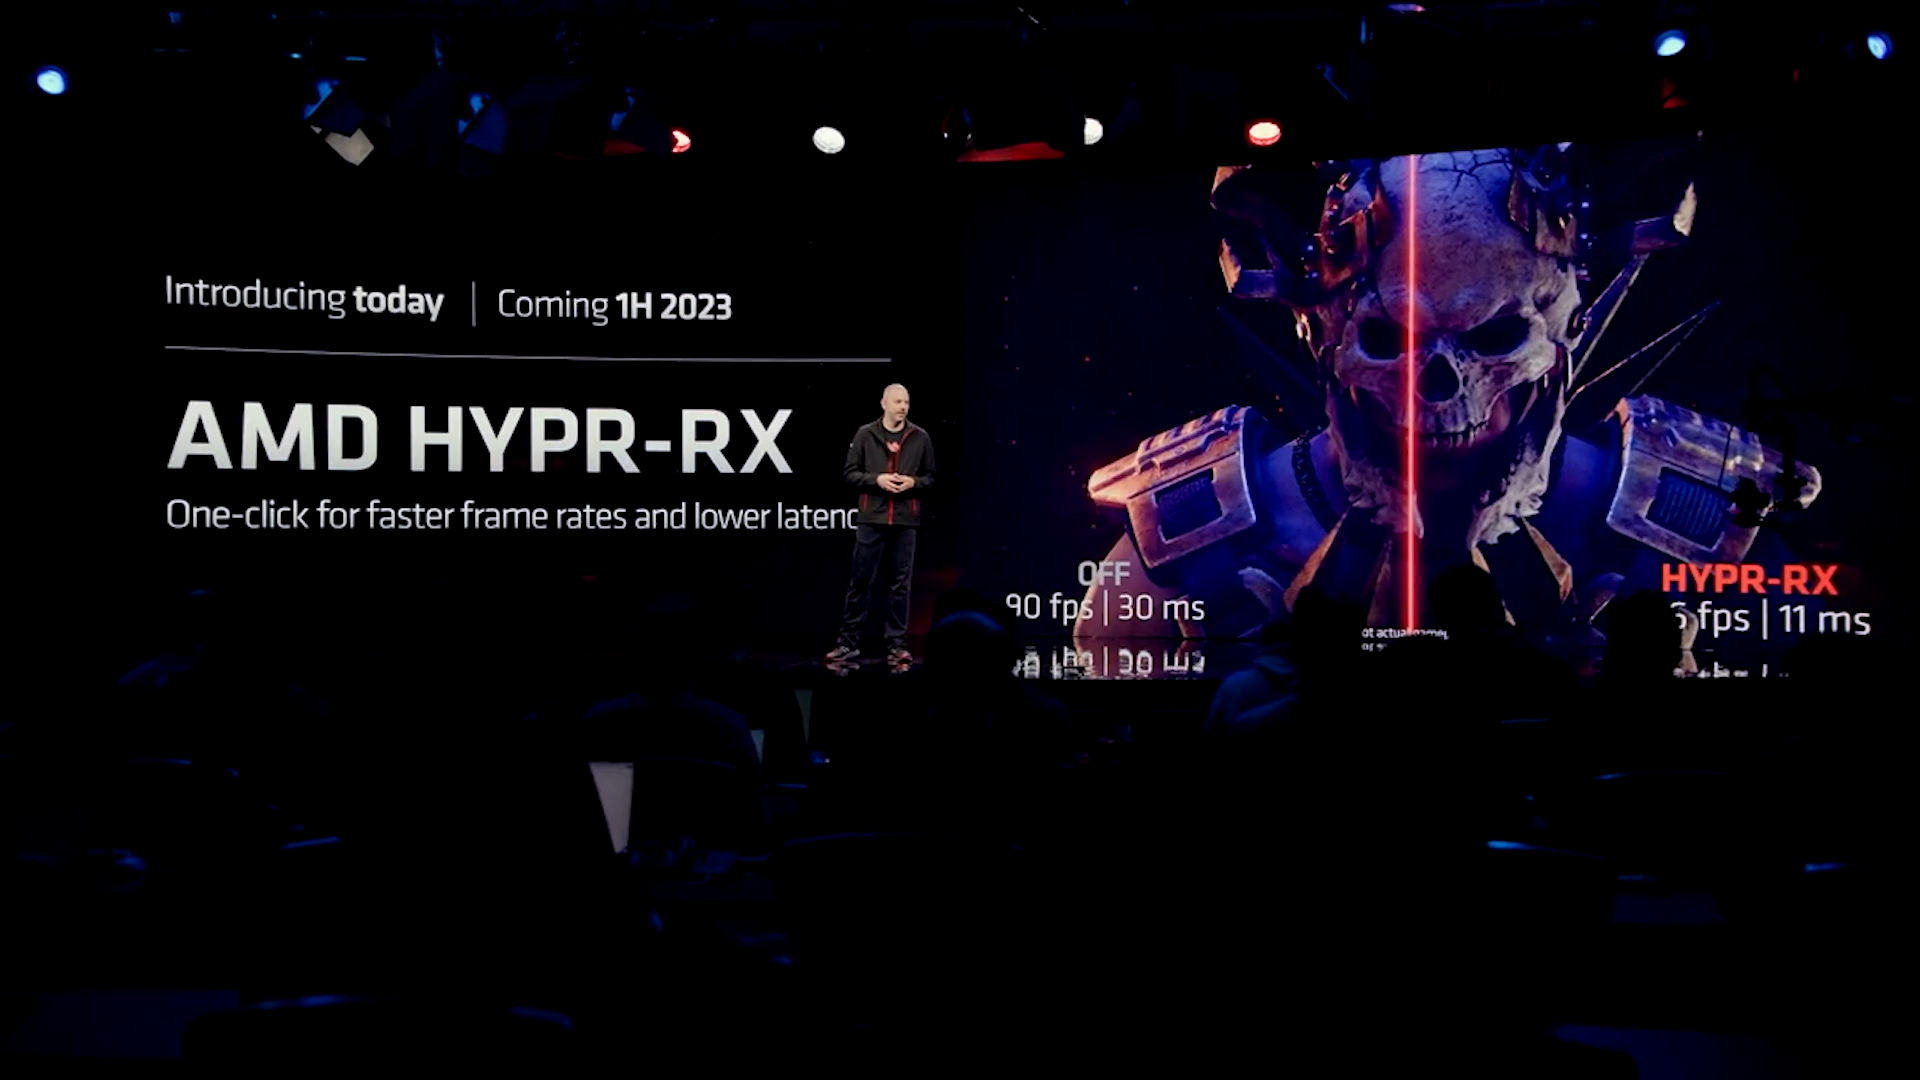 Introducing today | Coming 1H 2023
AMD HYPR-RX
One-click for faster frame rates and lower latenc
OFF
90 fps | 30 ms
HYPR-RX
fps | 11 ms